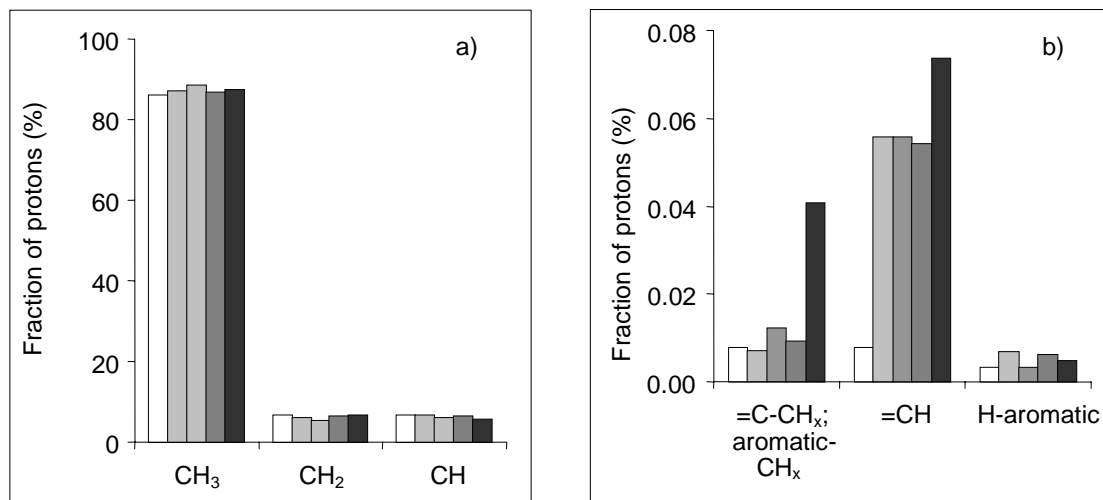 a)
Fraction of protons (%)
100
80
60
40
20
0
CH₃
CH₂
CH
b)
Fraction of protons (%)
0.08
0.06
0.04
0.02
0.00
=C-CHₓ;
aromatic-
CHₓ
=CH
H-aromatic